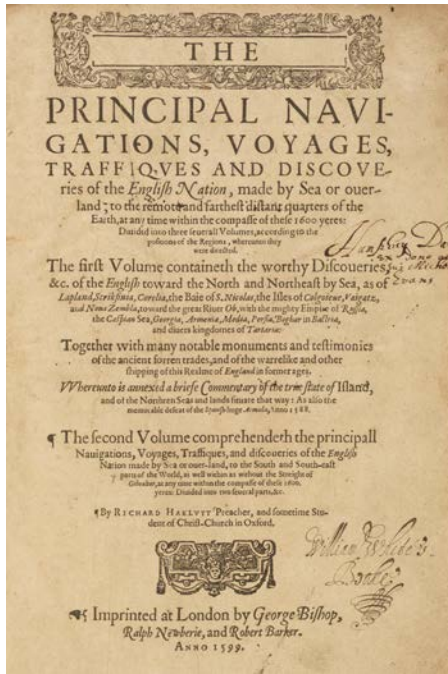 THE
PRINCIPAL NAVI-
GATIONS, VOYAGES,
TRAFFIQVES AND DISCOVE-
ries of the English Nation, made by Sea or ouer-
land, to the remote and farthest distant quarters of the
Earth, at any time within the compasse of these 1600 yeres:
Diuided into three seuerall Volumes, according to the
positions of the Regions, whereunto they
were directed.
The first Volume containeth the worthy Discoueries,
&c. of the English toward the North and Northeast by Sea, as of
Lapland, Scrikfinia, Corelia, the Baie of S. Nicolas, the Isles of Colgoieue, Vaigatz,
and Noua Zembla, toward the great Riuer Ob, with the mighty Empire of Russia,
the Caspian Sea, Georgia, Armenia, Media, Persia, Boghar in Bactria,
and diuers kingdomes of Tartaria:
Together with many notable monuments and testimonies
of the ancient forren trades, and of the warrelike and other
shipping of this Realme of England in former ages.
VVhereunto is annexed a briefe Commentary of the true state of Island,
and of the Northren Seas and lands situate that way: As also the
memorable defeat of the Spanish huge Armada, Anno 1588.
¶ The second Volume comprehendeth the principall
Nauigations, Voyages, Traffiques, and discoueries of the English
Nation made by Sea or ouer-land, to the South and South-east
parts of the World, as well within as without the Streight of
Gibraltar, at any time within the compasse of these 1600.
yeres: Diuided into two seuerall parts, &c.
¶ By RICHARD HAKLVYT Preacher, and sometime Stu-
dent of Christ-Church in Oxford.
William
Imprinted at London by George Bishop,
Ralph Newberie, and Robert Barker.
ANNO 1599.